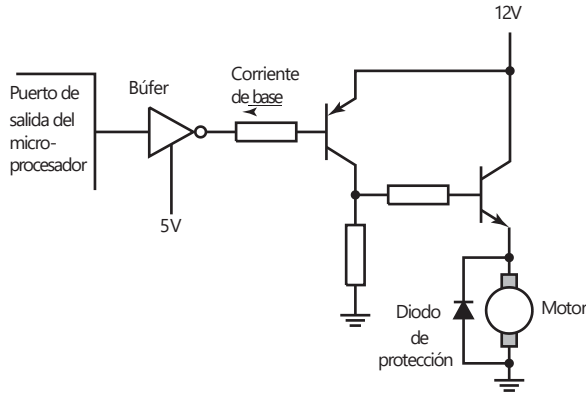 12V
Puerto de
salida del
micro-
procesador
Búfer
Corriente
de base
5V
Diodo
de
protección
Motor